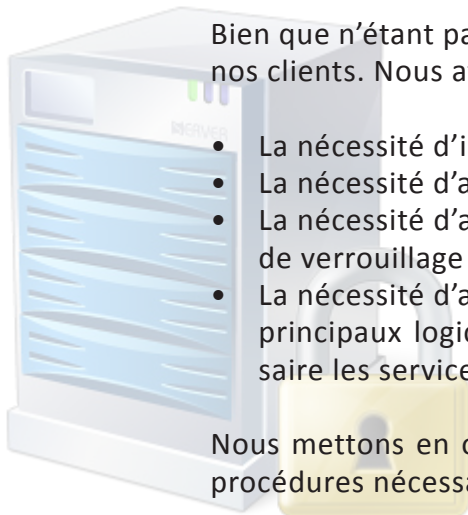 Bien que n’étant pa
nos clients. Nous a
SERVER
• La nécessité d’i
• La nécessité d’a
• La nécessité d’a
de verrouillage
• La nécessité d’a
principaux logic
saire les service
Nous mettons en
procédures nécessa